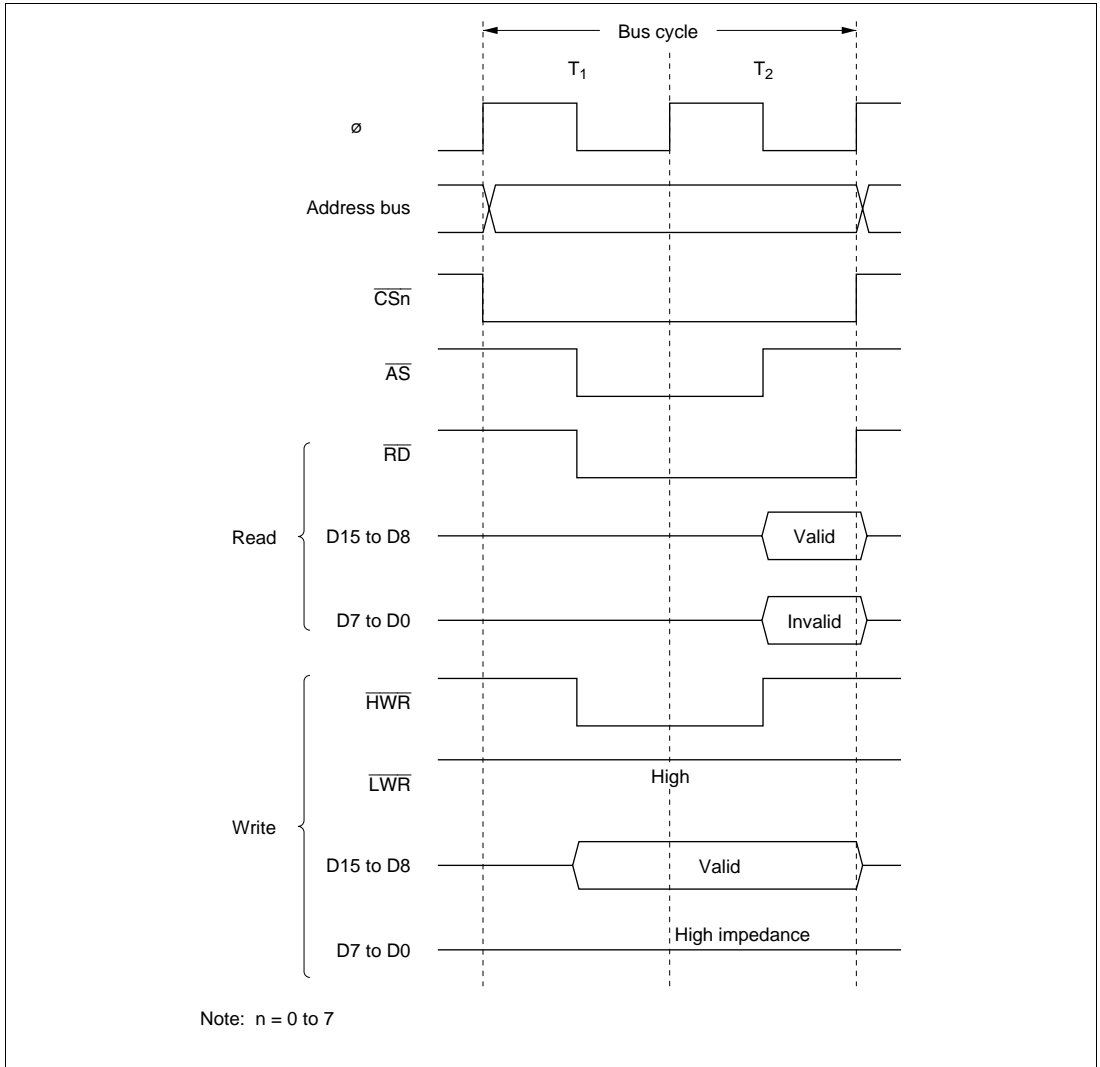 Bus cycle
T1 T2
ø
Address bus
CSn
AS
RD
Read D15 to D8 Valid
D7 to D0 Invalid
HWR
LWR High
Write
D15 to D8 Valid
D7 to D0 High impedance
Note: n = 0 to 7